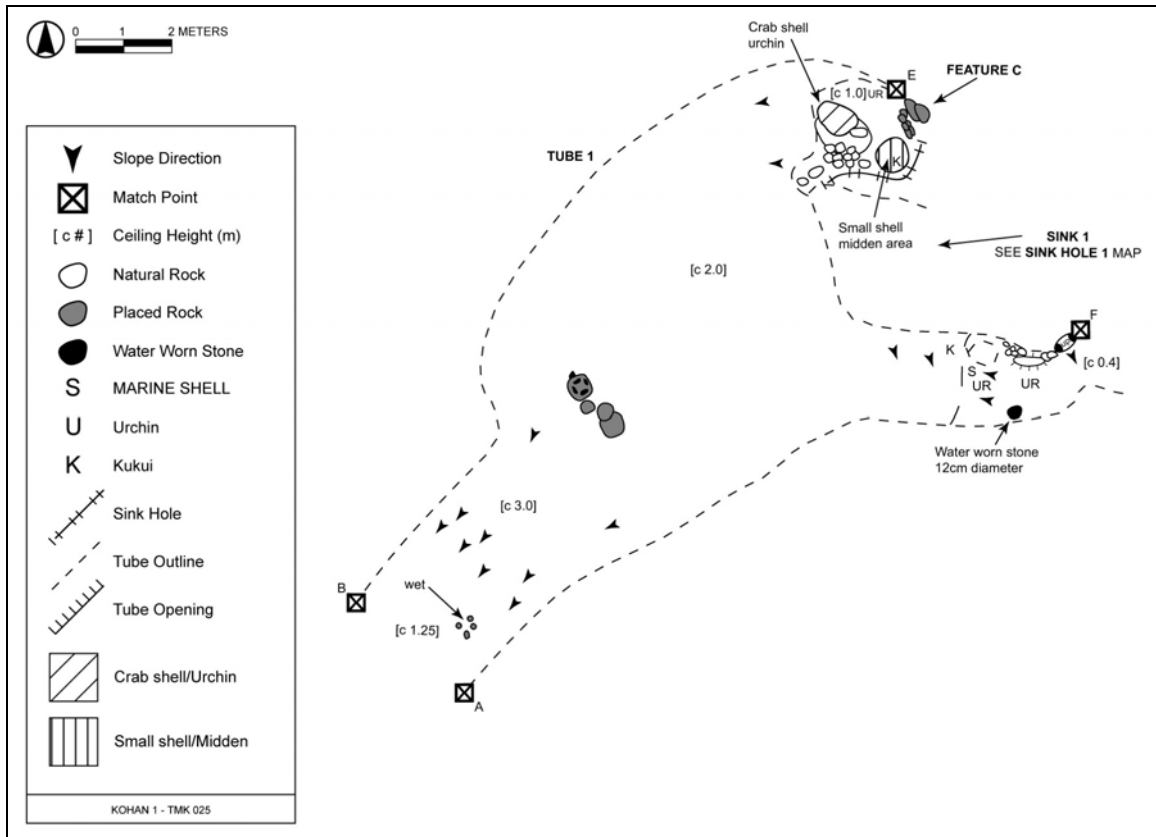 0 1 2 METERS
Slope Direction
Match Point
[ c # ] Ceiling Height (m)
Natural Rock
Placed Rock
Water Worn Stone
S MARINE SHELL
U Urchin
K Kukui
Sink Hole
Tube Outline
Tube Opening
Crab shell/Urchin
Small shell/Midden
KOHAN 1 - TMK 025
Crab shell
urchin
E
FEATURE C
[c 1.0] UR
TUBE 1
K
Small shell
midden area
SINK 1
SEE SINK HOLE 1 MAP
[c 2.0]
F
K
[c 0.4]
S
UR
UR
Water worn stone
12cm diameter
[c 3.0]
B
wet
[c 1.25]
A